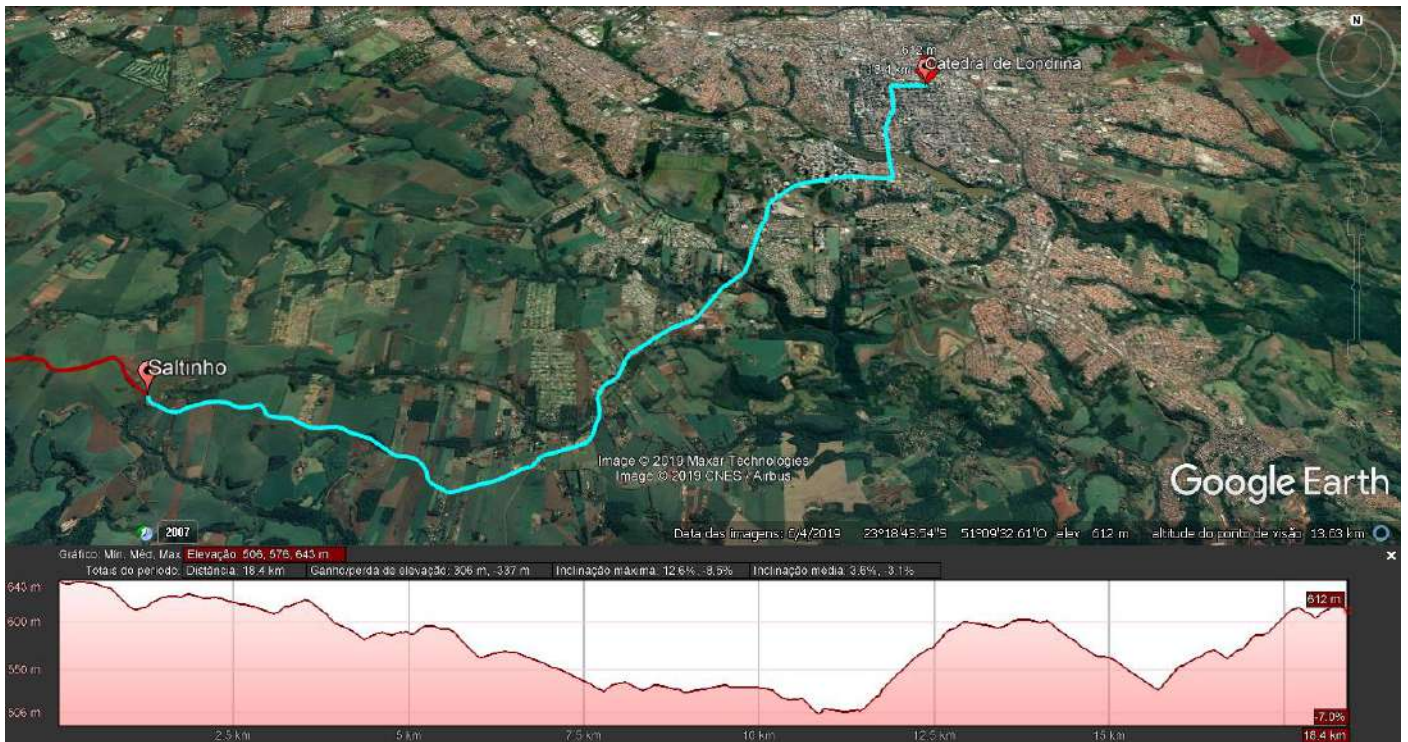 N
612 m
18.4 km
Catedral de Londrina
Saltinho
Image © 2019 Maxar Technologies
Image © 2019 CNES / Airbus
Google Earth
2007
Data das imagens: 6/4/2019 23°18'43.54"S 51°09'32.61"O elev 612 m altitude do ponto de visão 13.63 km
Gráfico: Mín, Méd, Max Elevação: 506, 576, 643 m
Totais do período: Distância: 18.4 km Ganho/perda de elevação: 306 m, -337 m Inclinação máxima: 12.6%, -8.5% Inclinação média: 3.6%, -3.1%
643 m
612 m
600 m
550 m
506 m
-7.0%
2.5 km 5 km 7.5 km 10 km 12.5 km 15 km 18.4 km